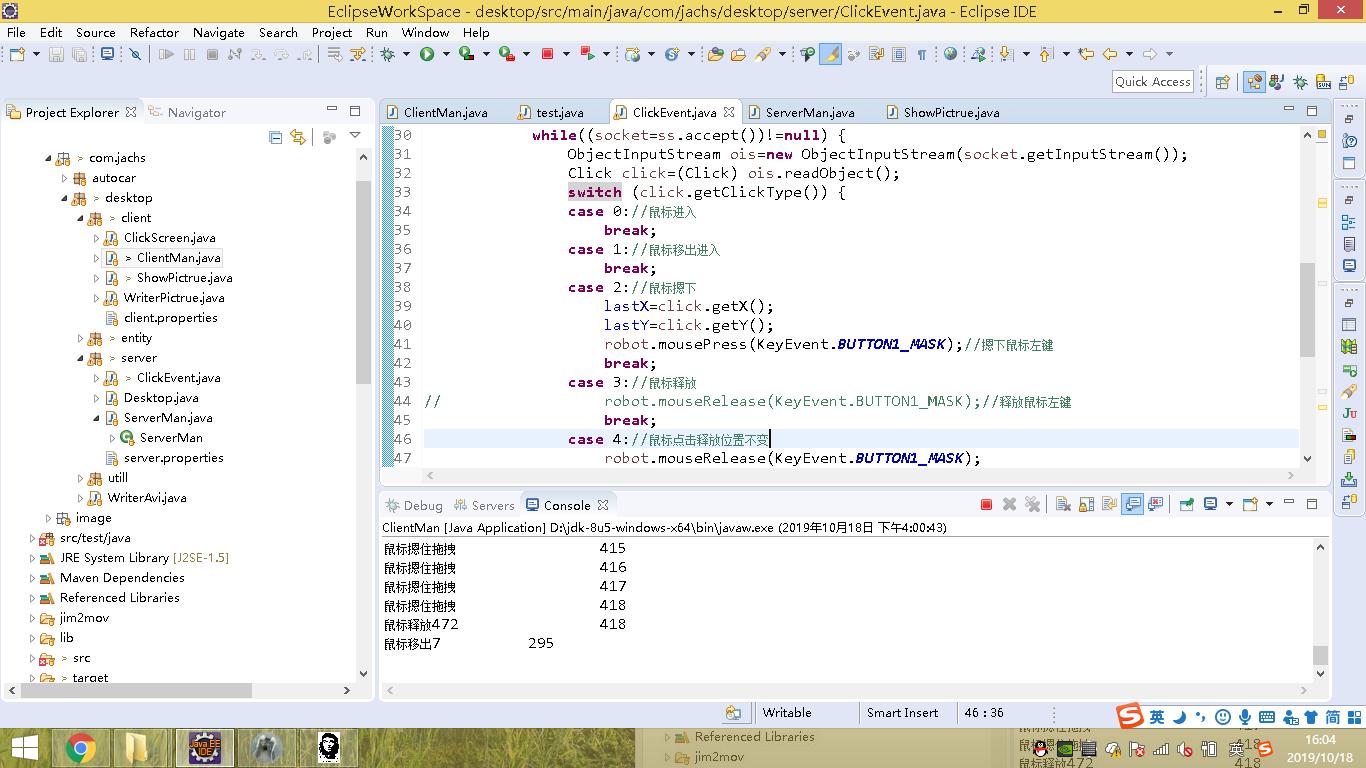 EclipseWorkSpace - desktop/src/main/java/com/jachs/desktop/server/ClickEvent.java - Eclipse IDE
File Edit Source Refactor Navigate Search Project Run Window Help
Quick Access
Project Explorer Navigator
> com.jachs
autocar
> desktop
> client
ClickScreen.java
> ClientMan.java
> ShowPictrue.java
WriterPictrue.java
client.properties
> entity
> server
> ClickEvent.java
Desktop.java
ServerMan.java
ServerMan
server.properties
utill
WriterAvi.java
image
src/test/java
JRE System Library [J2SE-1.5]
Maven Dependencies
Referenced Libraries
jim2mov
lib
> src
> target
ClientMan.java test.java ClickEvent.java ServerMan.java ShowPictrue.java
30 while((socket=ss.accept())!=null) {
31 ObjectInputStream ois=new ObjectInputStream(socket.getInputStream());
32 Click click=(Click) ois.readObject();
33 switch (click.getClickType()) {
34 case 0://鼠标进入
35 break;
36 case 1://鼠标移出进入
37 break;
38 case 2://鼠标摁下
39 lastX=click.getX();
40 lastY=click.getY();
41 robot.mousePress(KeyEvent.BUTTON1_MASK);//摁下鼠标左键
42 break;
43 case 3://鼠标释放
44 // robot.mouseRelease(KeyEvent.BUTTON1_MASK);//释放鼠标左键
45 break;
46 case 4://鼠标点击释放位置不变
47 robot.mouseRelease(KeyEvent.BUTTON1_MASK);
Debug Servers Console
ClientMan [Java Application] D:\jdk-8u5-windows-x64\bin\javaw.exe (2019年10月18日 下午4:00:43)
鼠标摁住拖拽 415
鼠标摁住拖拽 416
鼠标摁住拖拽 417
鼠标摁住拖拽 418
鼠标释放472 418
鼠标移出7 295
Writable Smart Insert 46 : 36
英 简
Java EE
IDE
Referenced Libraries
jim2mov
鼠标释放472 418
英
16:04
2019/10/18